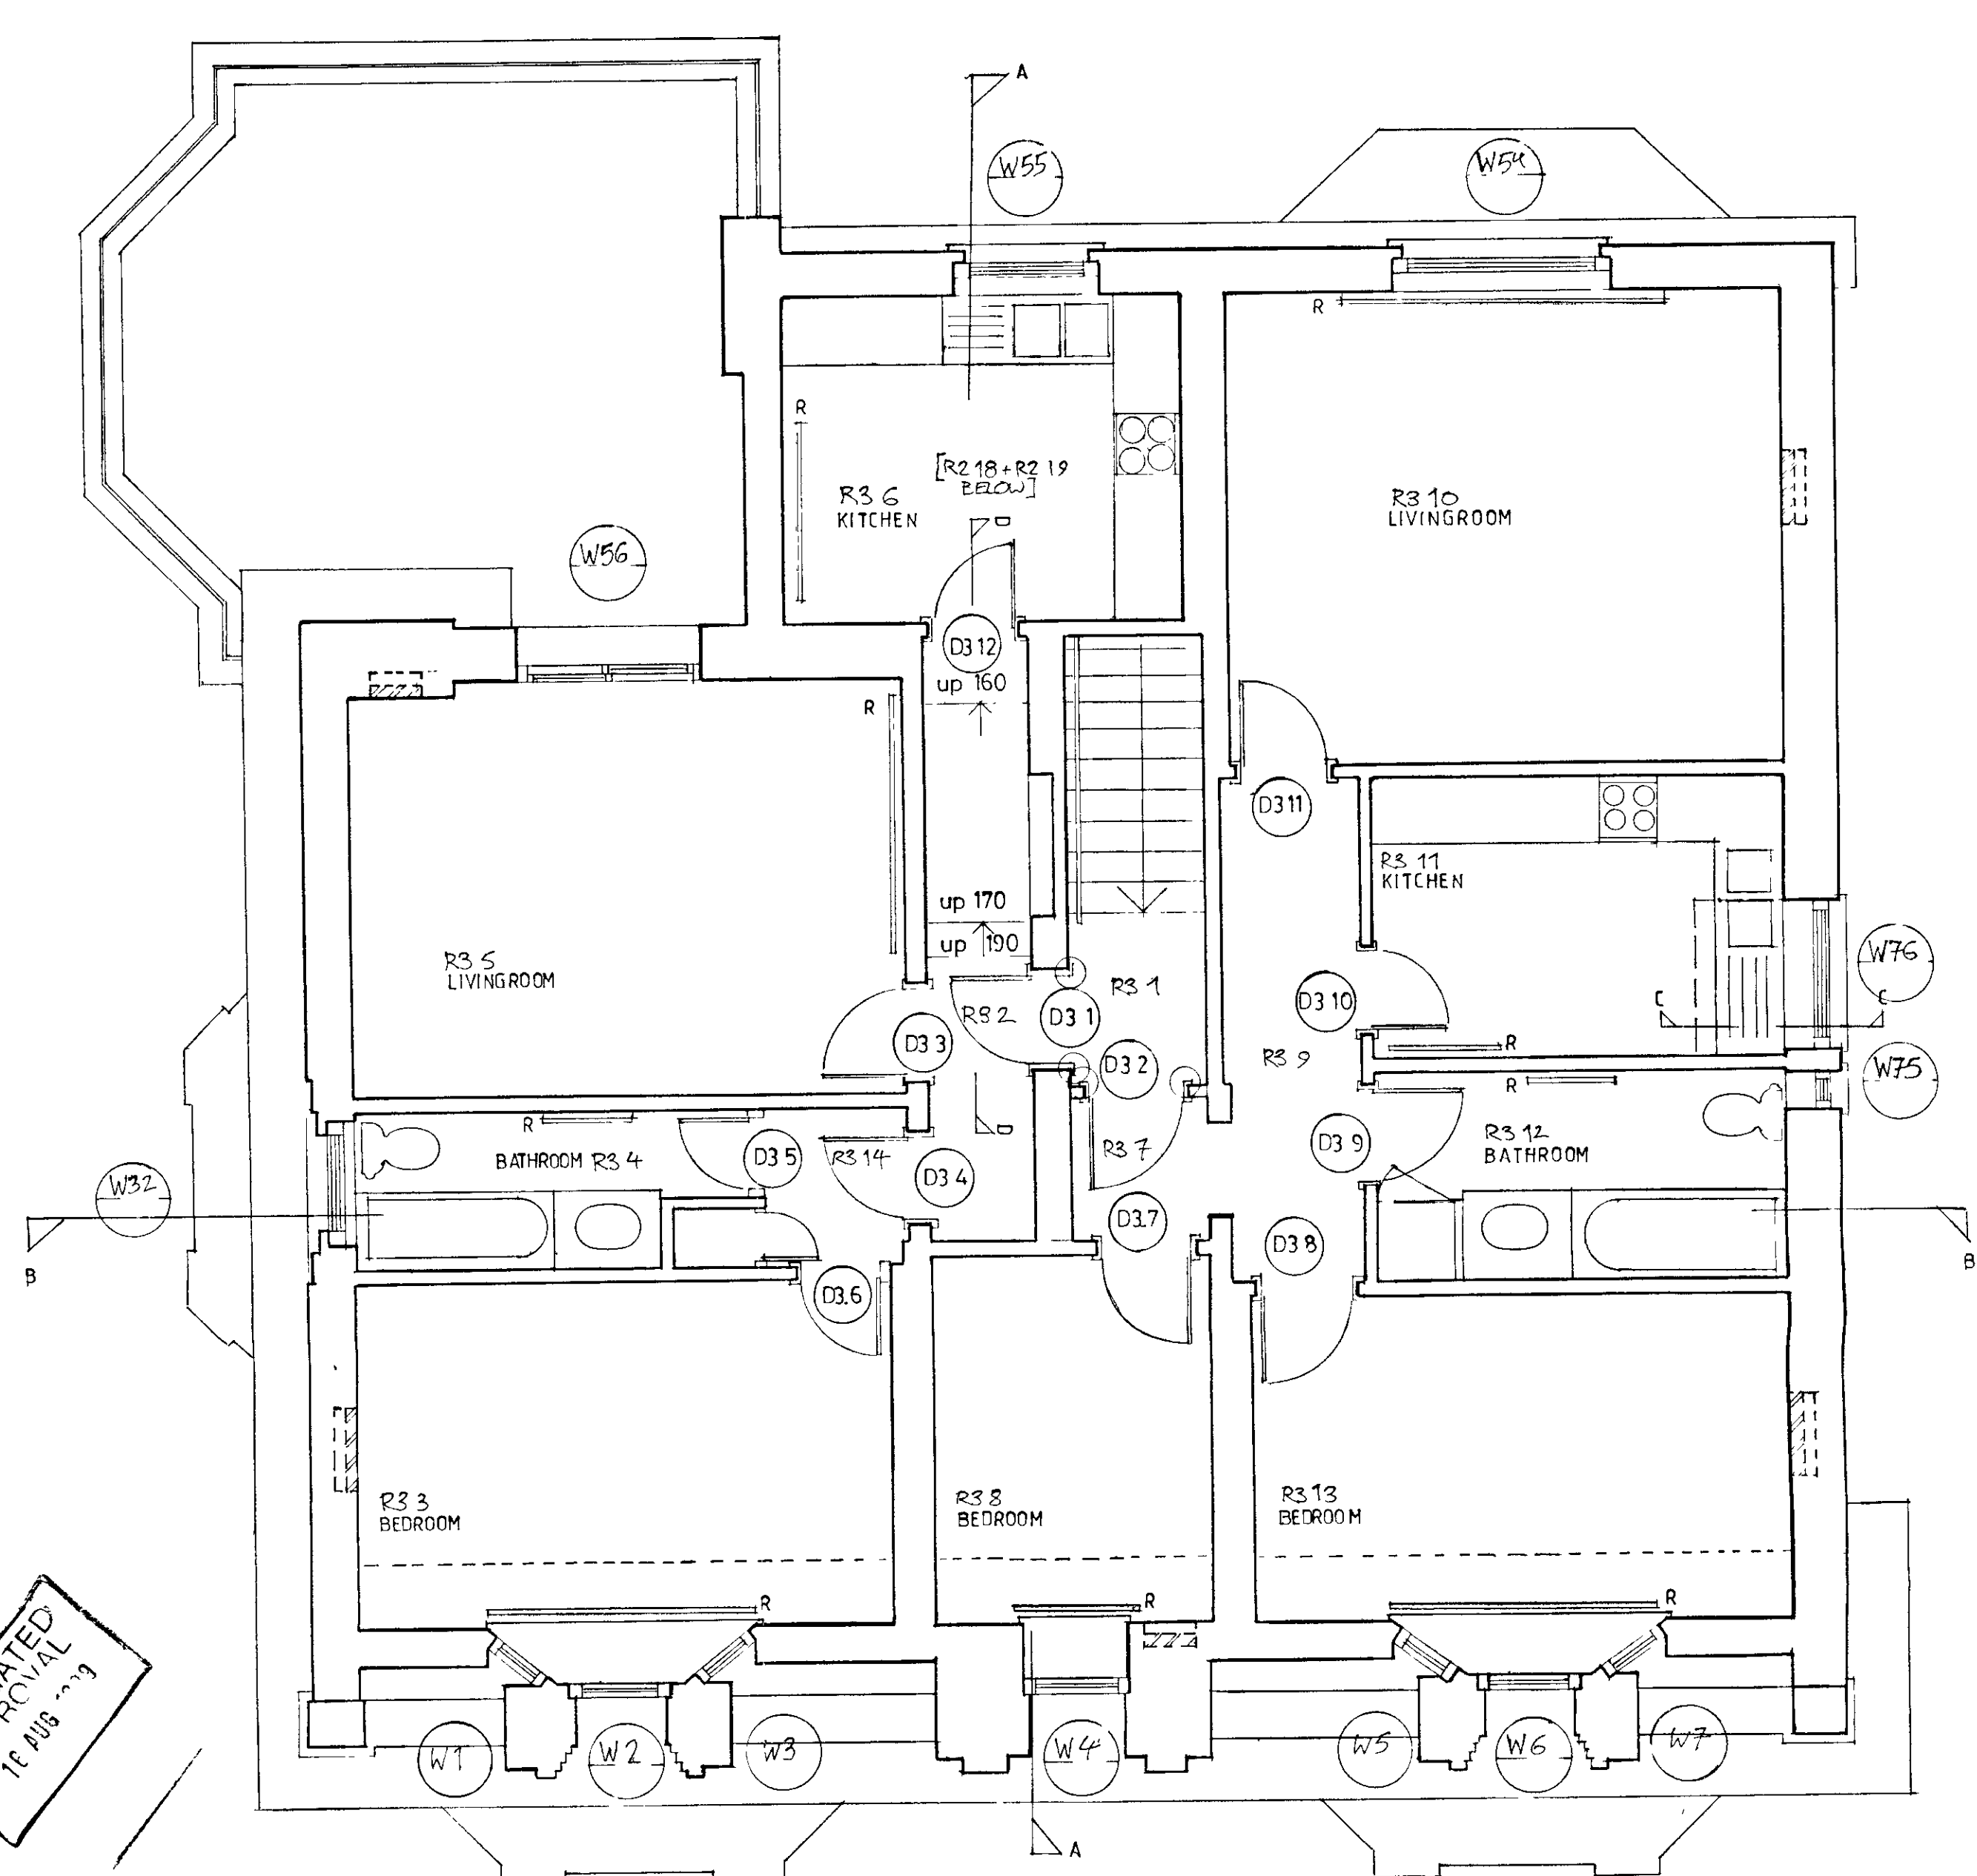 A
W55
W54
R
R
[R2 18 + R2 19
BELOW]
R3 6
KITCHEN
R3 10
LIVINGROOM
D
W56
D3 12
up 160
R
D3 11
R3 11
KITCHEN
up 170
up 190
R3 5
LIVINGROOM
R3 1
D3 10
W76
C
C
R3 2
D3 1
D3 3
D3 2
R3 9
R
W75
R
D
R
BATHROOM R3 4
D3 5
R3 14
D3 4
R3 7
D3 9
R3 12
BATHROOM
W32
D3.7
D3 8
B
B
D3.6
R3 3
BEDROOM
R3 8
BEDROOM
R3 13
BEDROOM
R
R
R
16 AUG
W1
W2
W3
W4
W5
W6
W7
A